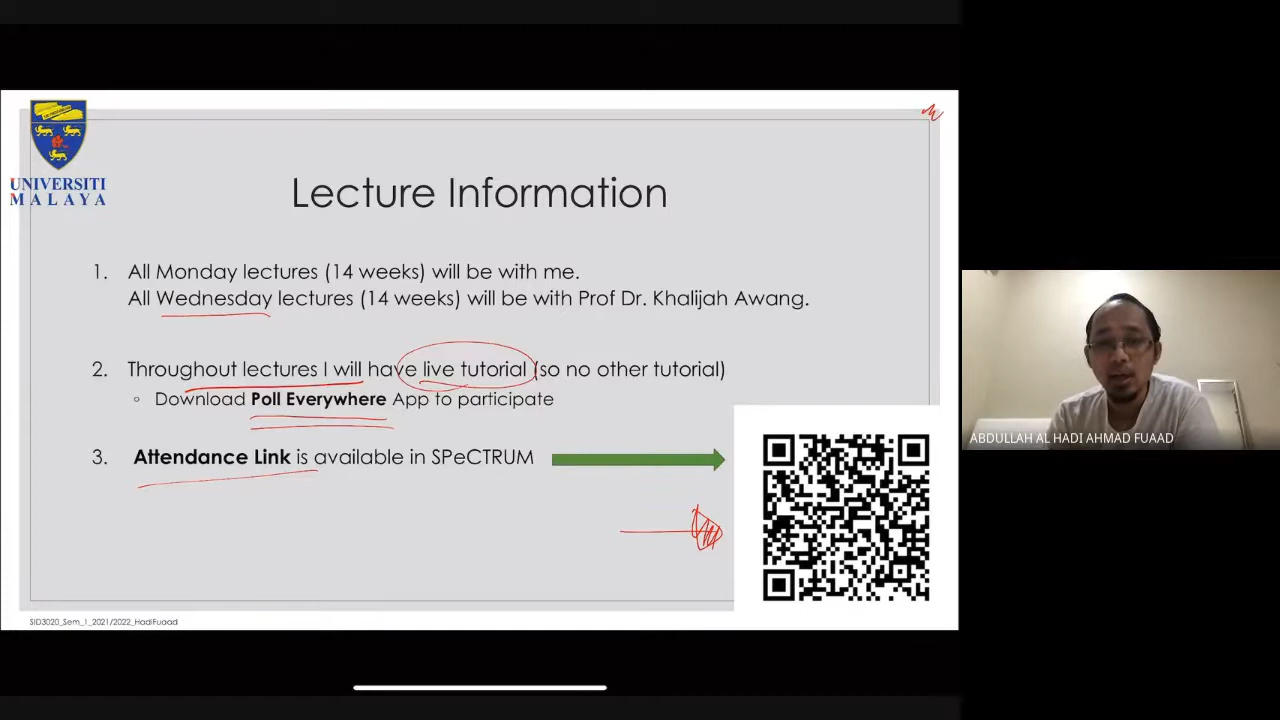 UNIVERSITI
MALAYA
Lecture Information
1. All Monday lectures (14 weeks) will be with me.
All Wednesday lectures (14 weeks) will be with Prof Dr. Khalijah Awang.
2. Throughout lectures I will have live tutorial (so no other tutorial)
◦ Download Poll Everywhere App to participate
3. Attendance Link is available in SPeCTRUM
ABDULLAH AL HADI AHMAD FUAAD
SID3020_Sem_1_2021/2022_HadiFuaad